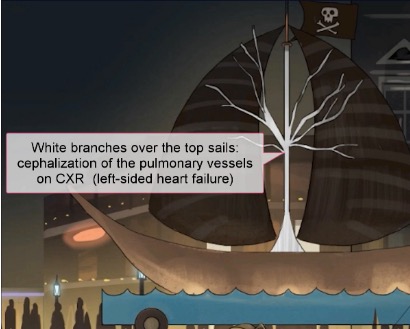 White branches over the top sails:
cephalization of the pulmonary vessels
on CXR  (left-sided heart failure)